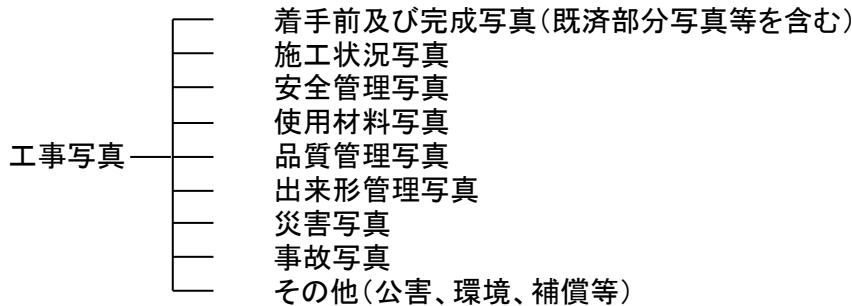 着手前及び完成写真(既済部分写真等を含む)
施工状況写真
安全管理写真
使用材料写真
工事写真
品質管理写真
出来形管理写真
災害写真
事故写真
その他(公害、環境、補償等)